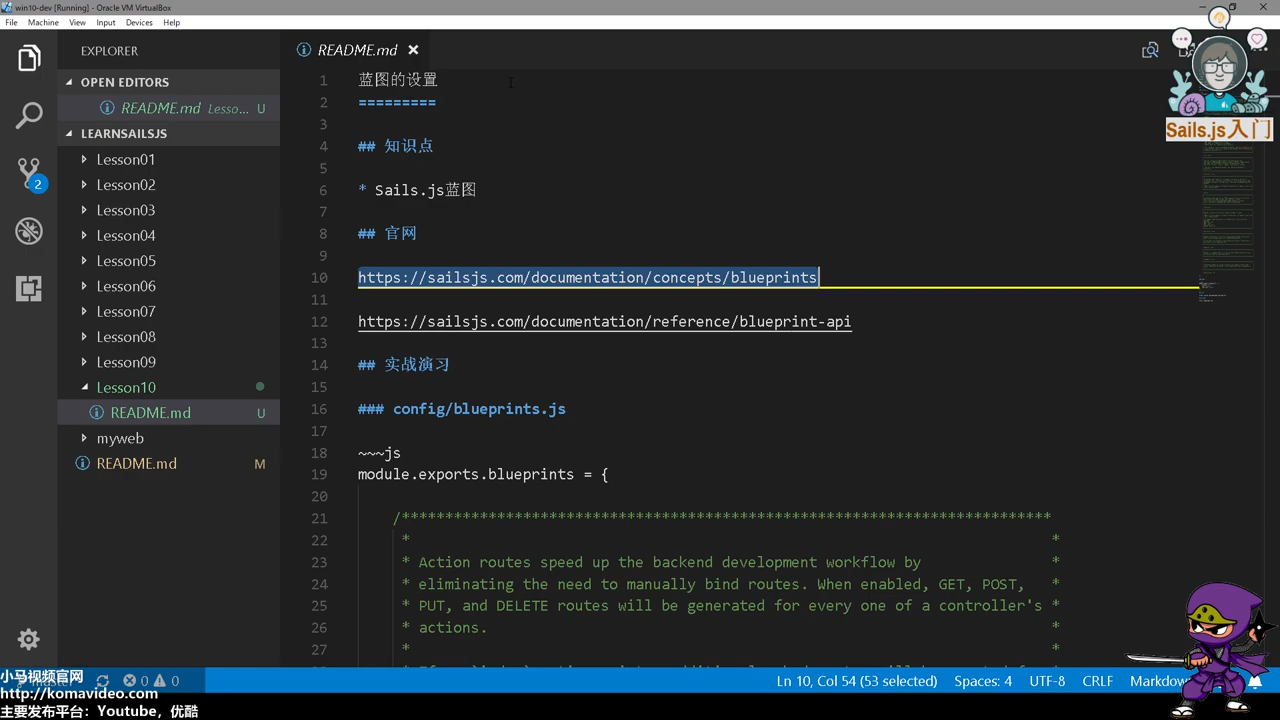 win10-dev [Running] - Oracle VM VirtualBox
File Machine View Input Devices Help
EXPLORER
OPEN EDITORS
README.md Lesso... U
LEARNSAILSJS
Lesson01
Lesson02
Lesson03
Lesson04
Lesson05
Lesson06
Lesson07
Lesson08
Lesson09
Lesson10
README.md U
myweb
README.md M
2
README.md
1 蓝图的设置
2 =========
3
4 ## 知识点
5
6 * Sails.js蓝图
7
8 ## 官网
9
10 https://sailsjs.com/documentation/concepts/blueprints
11
12 https://sailsjs.com/documentation/reference/blueprint-api
13
14 ## 实战演习
15
16 ### config/blueprints.js
17
18 ~~~js
19 module.exports.blueprints = {
20
21 /***************************************************************************
22 * *
23 * Action routes speed up the backend development workflow by *
24 * eliminating the need to manually bind routes. When enabled, GET, POST, *
25 * PUT, and DELETE routes will be generated for every one of a controller's *
26 * actions. *
27 * *
Sails.js入门
小马视频官网
http://komavideo.com
主要发布平台：Youtube，优酷
0 0
Ln 10, Col 54 (53 selected) Spaces: 4 UTF-8 CRLF